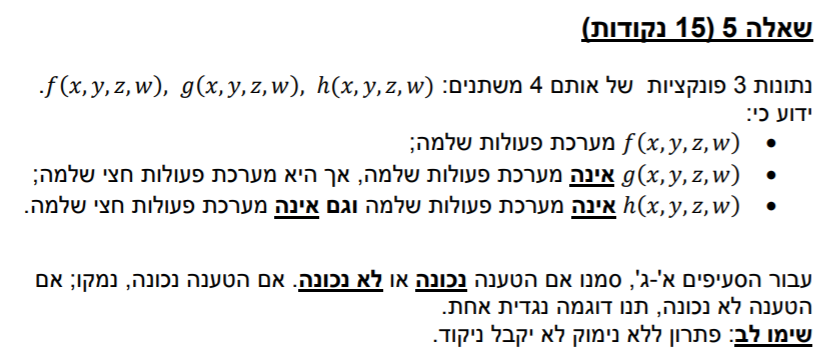 שאלה 5 (15 נקודות)
נתונות 3 פונקציות של אותם 4 משתנים: f(x,y,z,w), g(x,y,z,w), h(x,y,z,w).
ידוע כי:
• f(x,y,z,w) מערכת פעולות שלמה;
• g(x,y,z,w) אינה מערכת פעולות שלמה, אך היא מערכת פעולות חצי שלמה;
• h(x,y,z,w) אינה מערכת פעולות שלמה וגם אינה מערכת פעולות חצי שלמה.
עבור הסעיפים א'-ג', סמנו אם הטענה נכונה או לא נכונה. אם הטענה נכונה, נמקו; אם
הטענה לא נכונה, תנו דוגמה נגדית אחת.
שימו לב: פתרון ללא נימוק לא יקבל ניקוד.